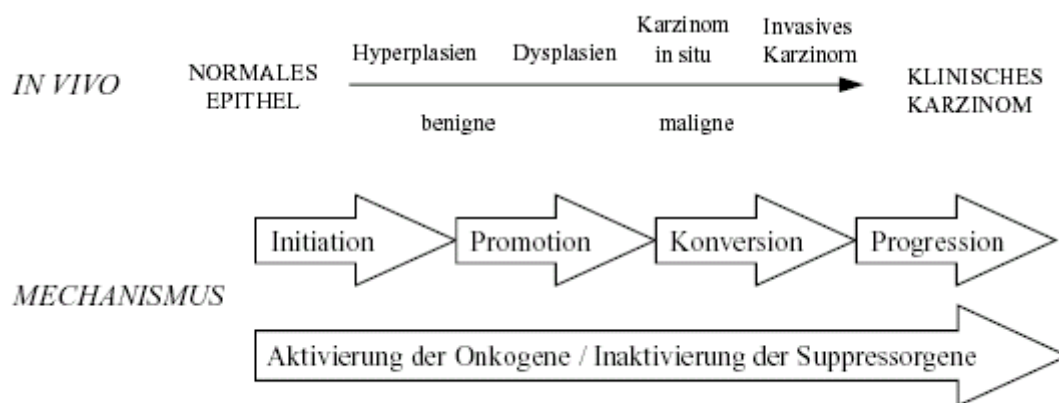 Hyperplasien Dysplasien Karzinom in situ Invasives Karzinom
IN VIVO NORMALES EPITHEL KLINISCHES KARZINOM
benigne maligne
Initiation Promotion Konversion Progression
MECHANISMUS
Aktivierung der Onkogene / Inaktivierung der Suppressorgene